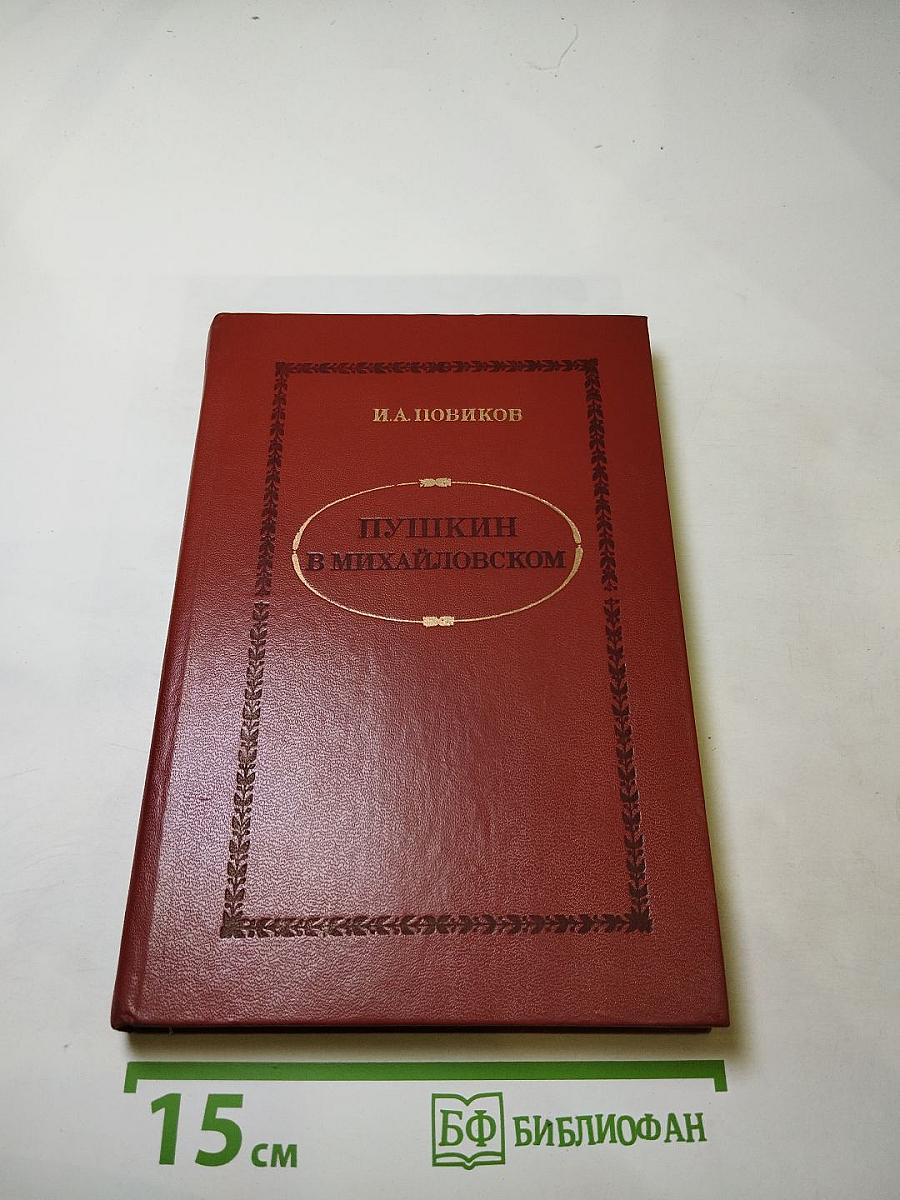 И.А. НОВИКОВ
ПУШКИН
В МИХАЙЛОВСКОМ
15 см
БФ БИБЛИОФАН